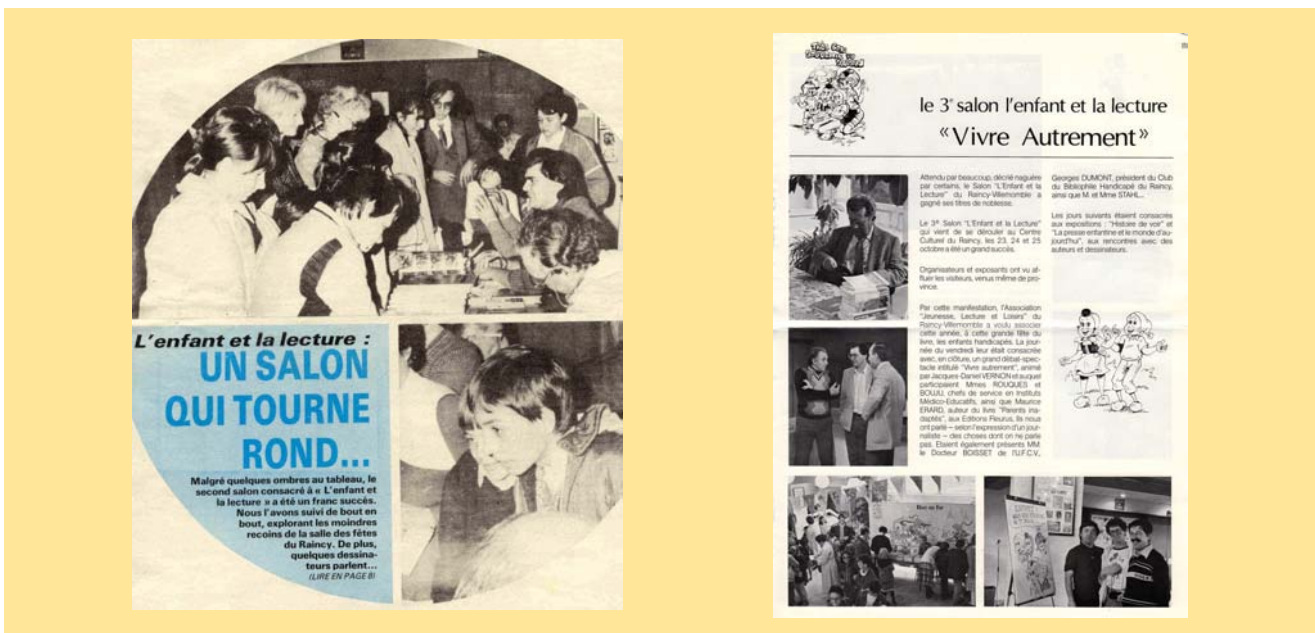 L'enfant et la lecture :
UN SALON
QUI TOURNE
ROND...
Malgré quelques ombres au tableau, le
second salon consacré à « L'enfant et
la lecture » a été un franc succès.
Nous l'avons suivi de bout en
bout, explorant les moindres
recoins de la salle des fêtes
du Raincy. De plus,
quelques dessina-
teurs parlent...
(LIRE EN PAGE 8)
le 3e salon l'enfant et la lecture
«Vivre Autrement»
Attendu par beaucoup, décrié naguère
par certains, le Salon "L'Enfant et la
Lecture" du Raincy-Villemomble a
gagné ses titres de noblesse.
Le 3e Salon "L'Enfant et la Lecture"
qui vient de se dérouler au Centre
Culturel du Raincy, les 23, 24 et 25
octobre a été un grand succès.
Organisateurs et exposants ont vu af-
fluer les visiteurs, venus même de pro-
vince.
Par cette manifestation, l'Association
"Jeunesse, Lecture et Loisirs" du
Raincy-Villemomble a voulu associer
cette année, à cette grande fête du
livre, les enfants handicapés. La jour-
née du vendredi leur était consacrée
avec, en clôture, un grand débat-spec-
tacle intitulé "Vivre autrement", animé
par Jacques-Daniel VERNON et auquel
participaient Mmes ROUQUES et
BOUJU, chefs de service en Instituts
Médico-Educatifs, ainsi que Maurice
ERARD, auteur du livre "Parents ina-
daptés", aux Editions Fleurus. Ils nous
ont parlé – selon l'expression d'un jour-
naliste – des choses dont on ne parle
pas. Etaient également présents MM.
le Docteur BOISSET de l'U.F.C.V.,
Georges DUMONT, président du Club
du Bibliophile Handicapé du Raincy,
ainsi que M. et Mme STAHL...
Les jours suivants étaient consacrés
aux expositions : "Histoire de voir" et
"La presse enfantine et le monde d'au-
jourd'hui", aux rencontres avec des
auteurs et dessinateurs.